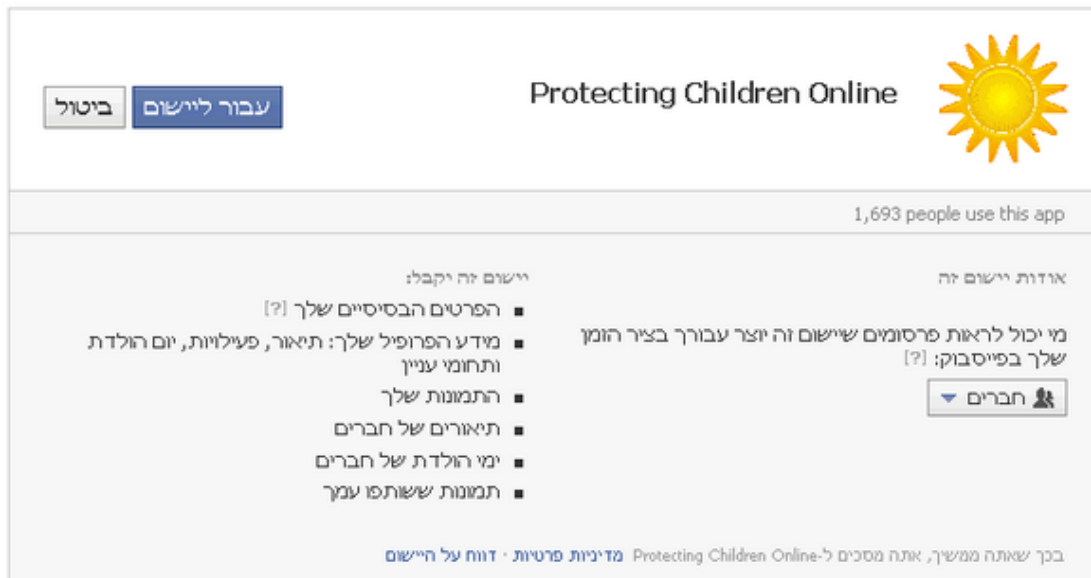 Protecting Children Online
עבור ליישום
ביטול
1,693 people use this app
אודות יישום זה
מי יכול לראות פרסומים שיישום זה יוצר עבורך בציר הזמן
שלך בפייסבוק: [?]
חברים
יישום זה יקבל:
הפרטים הבסיסיים שלך [?]
מידע הפרופיל שלך: תיאור, פעילויות, יום הולדת
ותחומי עניין
התמונות שלך
תיאורים של חברים
ימי הולדת של חברים
תמונות ששותפו עמך
בכך שאתה ממשיך, אתה מסכים ל-Protecting Children Online מדיניות פרטיות · דווח על היישום